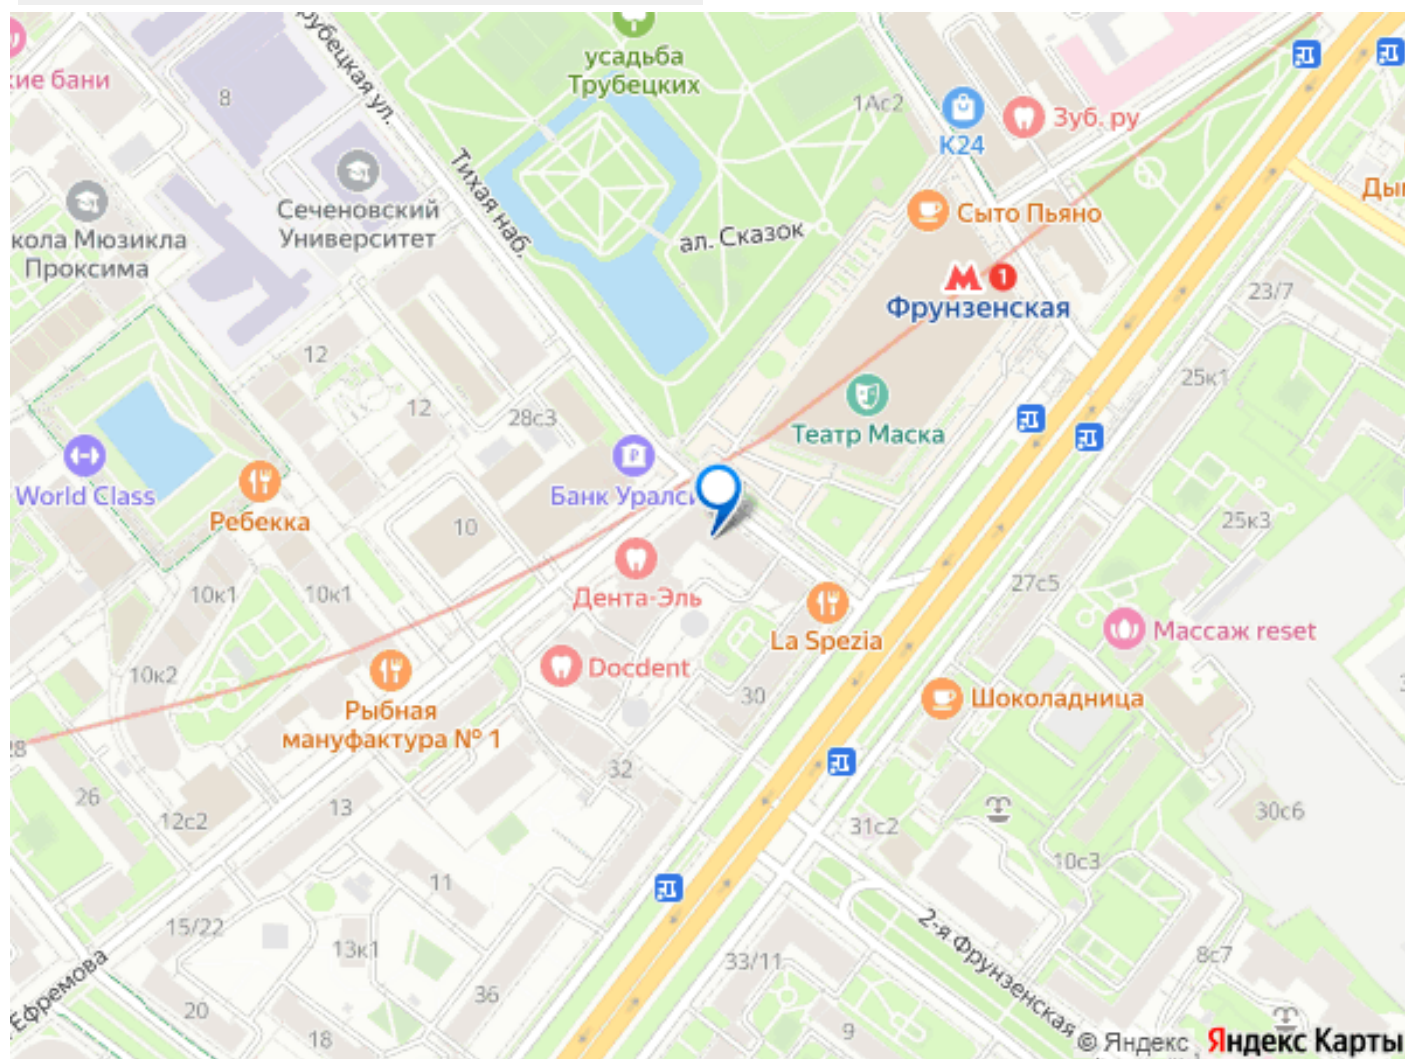 усадьба
Трубецких
кие бани
рубецкая ул.
8
1Ас2
К24
Зуб. ру
Тихая наб.
Сеченовский
Университет
кола Мюзикла
Проксима
Сыто Пьяно
Ды
ал. Сказок
1
Фрунзенская
23/7
12
25к1
12
28с3
Театр Маска
World Class
Ребекка
Банк Уралси
10
25к3
Дента-Эль
27с5
10к1
10к1
La Spezia
Массаж reset
10к2
Docdent
30
Шоколадница
Рыбная
мануфактура № 1
28
32
26
13
12с2
31с2
30с6
10с3
11
15/22
13к1
2-я Фрунзенская
33/11
8с7
Ефремова
36
20
18
9
© Яндекс Яндекс Карты